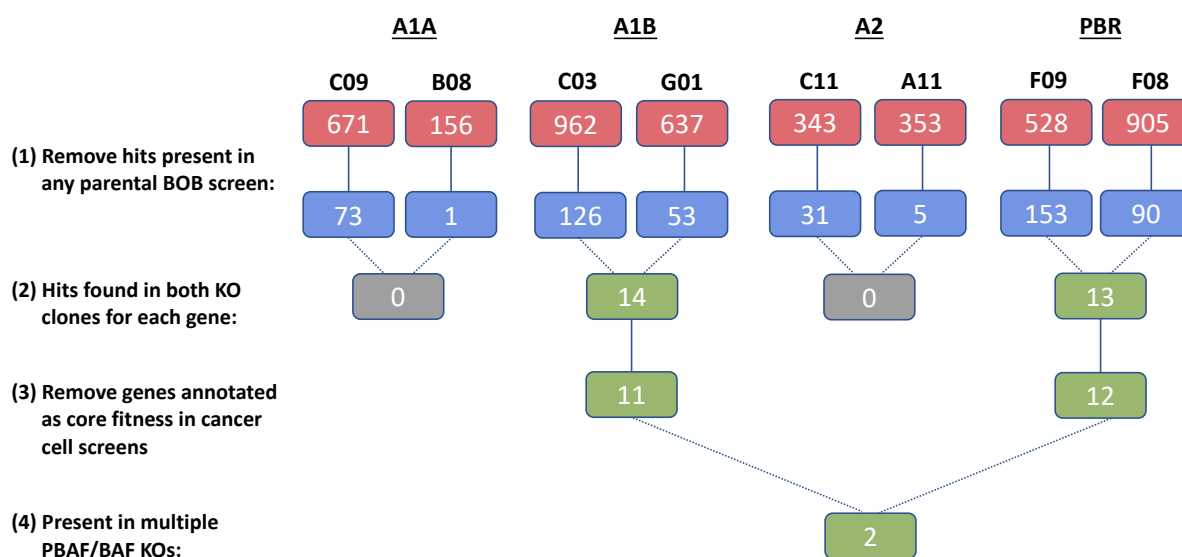 A1A A1B A2 PBR
C09 B08 C03 G01 C11 A11 F09 F08
671 156 962 637 343 353 528 905
(1) Remove hits present in
any parental BOB screen:
73 1 126 53 31 5 153 90
(2) Hits found in both KO
clones for each gene:
0 14 0 13
(3) Remove genes annotated
as core fitness in cancer
cell screens
11 12
(4) Present in multiple
PBAF/BAF KOs:
2